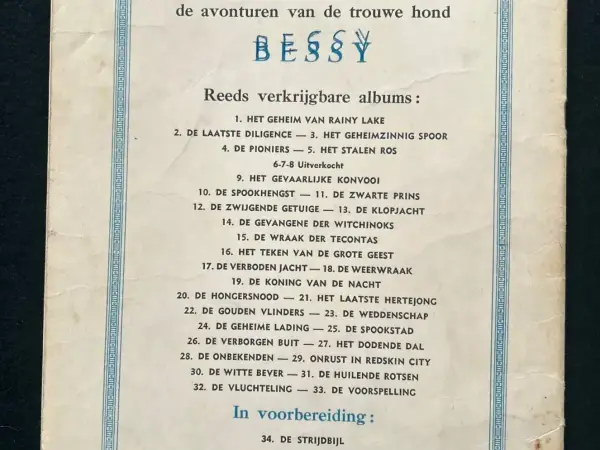 de avonturen van de trouwe hond
BESSY
Reeds verkrijgbare albums :
1. HET GEHEIM VAN RAINY LAKE
2. DE LAATSTE DILIGENCE — 3. HET GEHEIMZINNIG SPOOR
4. DE PIONIERS — 5. HET STALEN ROS
6-7-8 Uitverkocht
9. HET GEVAARLIJKE KONVOOI
10. DE SPOOKHENGST — 11. DE ZWARTE PRINS
12. DE ZWIJGENDE GETUIGE — 13. DE KLOPJACHT
14. DE GEVANGENE DER WITCHINOKS
15. DE WRAAK DER TECONTAS
16. HET TEKEN VAN DE GROTE GEEST
17. DE VERBODEN JACHT — 18. DE WEERWRAAK
19. DE KONING VAN DE NACHT
20. DE HONGERSNOOD — 21. HET LAATSTE HERTEJONG
22. DE GOUDEN VLINDERS — 23. DE WEDDENSCHAP
24. DE GEHEIME LADING — 25. DE SPOOKSTAD
26. DE VERBORGEN BUIT — 27. HET DODENDE DAL
28. DE ONBEKENDEN — 29. ONRUST IN REDSKIN CITY
30. DE WITTE BEVER — 31. DE HUILENDE ROTSEN
32. DE VLUCHTELING — 33. DE VOORSPELLING
In voorbereiding :
34. DE STRIJDBIJL